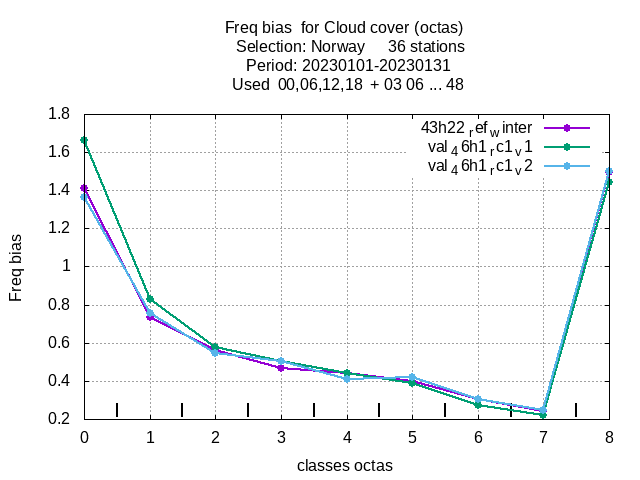 Freq bias  for Cloud cover (octas)
Selection: Norway     36 stations
Period: 20230101-20230131
Used  00,06,12,18  + 03 06 ... 48
1.8
1.6
1.4
1.2
1
0.8
0.6
0.4
0.2
Freq bias
43h22 ref winter
val 4 6h1 r c1 v 1
val 4 6h1 r c1 v 2
0 1 2 3 4 5 6 7 8
classes octas